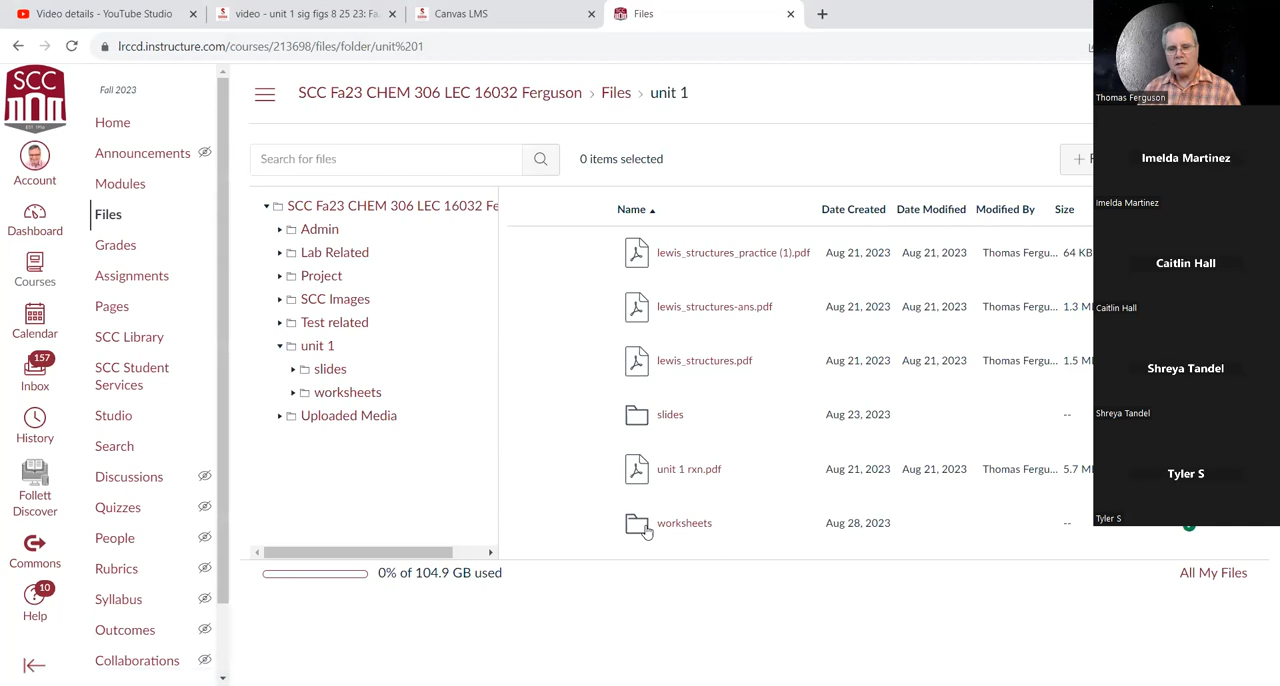 Video details - YouTube Studio
video - unit 1 sig figs 8 25 23: Fa
Canvas LMS
Files
lrccd.instructure.com/courses/213698/files/folder/unit%201
SCC
Account
Dashboard
Courses
Calendar
157
Inbox
History
Follett
Discover
Commons
10
Help
Fall 2023
Home
Announcements
Modules
Files
Grades
Assignments
Pages
SCC Library
SCC Student
Services
Studio
Search
Discussions
Quizzes
People
Rubrics
Syllabus
Outcomes
Collaborations
SCC Fa23 CHEM 306 LEC 16032 Ferguson > Files > unit 1
Search for files
0 items selected
SCC Fa23 CHEM 306 LEC 16032 Fe
Admin
Lab Related
Project
SCC Images
Test related
unit 1
slides
worksheets
Uploaded Media
Name Date Created Date Modified Modified By Size
lewis_structures_practice (1).pdf Aug 21, 2023 Aug 21, 2023 Thomas Fergu... 64 KB
lewis_structures-ans.pdf Aug 21, 2023 Aug 21, 2023 Thomas Fergu... 1.3 M
lewis_structures.pdf Aug 21, 2023 Aug 21, 2023 Thomas Fergu... 1.5 M
slides Aug 23, 2023 --
unit 1 rxn.pdf Aug 21, 2023 Aug 21, 2023 Thomas Fergu... 5.7 M
worksheets Aug 28, 2023 --
0% of 104.9 GB used
All My Files
Thomas Ferguson
Imelda Martinez
Imelda Martinez
Caitlin Hall
Caitlin Hall
Shreya Tandel
Shreya Tandel
Tyler S
Tyler S